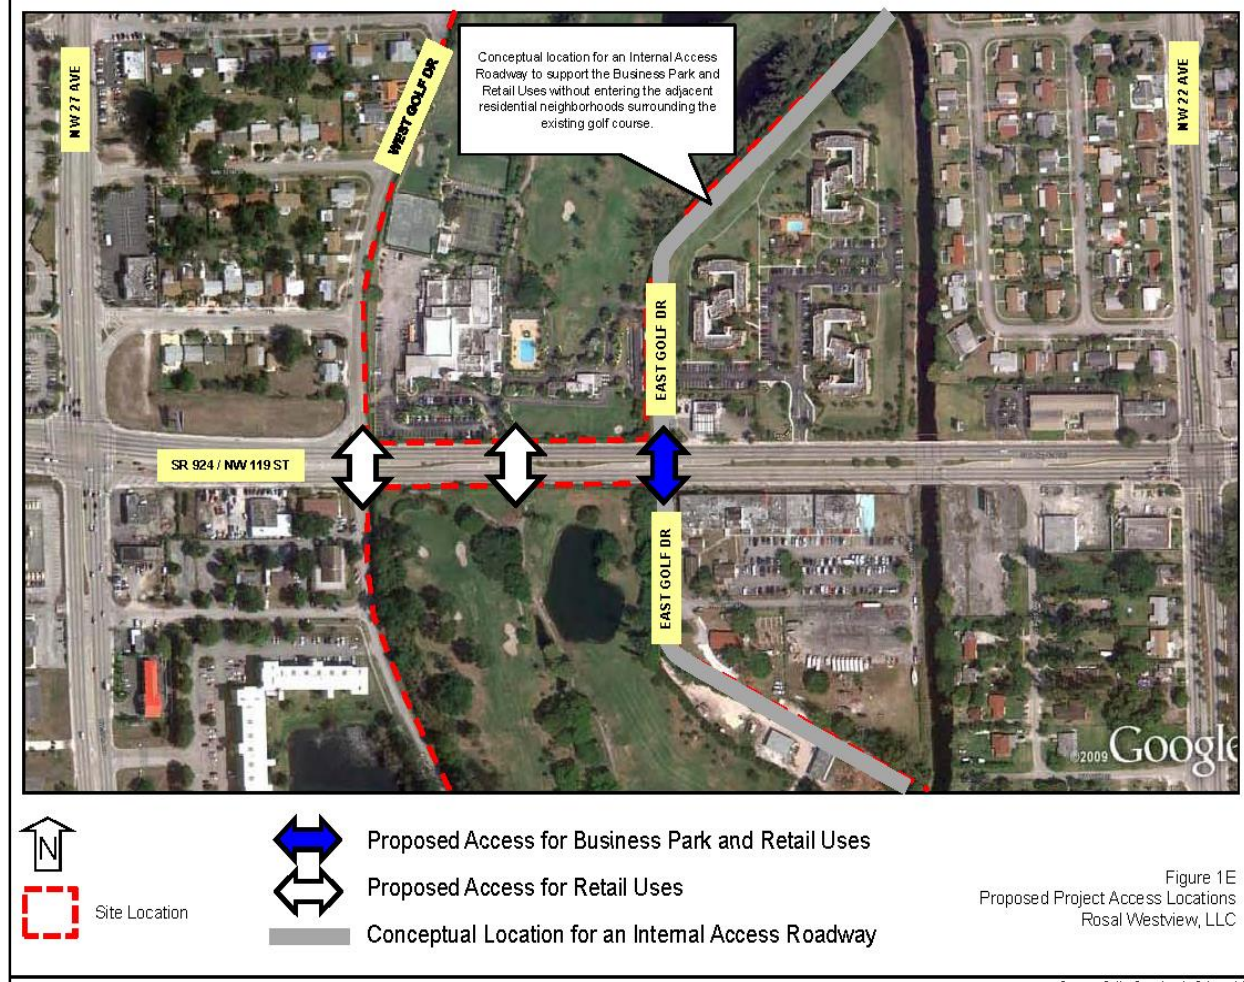 NW 27 AVE
WEST GOLF DR
Conceptual location for an Internal Access
Roadway to support the Business Park and
Retail Uses without entering the adjacent
residential neighborhoods surrounding the
existing golf course.
NW 22 AVE
EAST GOLF DR
SR 924 / NW 119 ST
EAST GOLF DR
©2009 Google
N
Proposed Access for Business Park and Retail Uses
Proposed Access for Retail Uses
Site Location
Conceptual Location for an Internal Access Roadway
Figure 1E
Proposed Project Access Locations
Rosal Westview, LLC